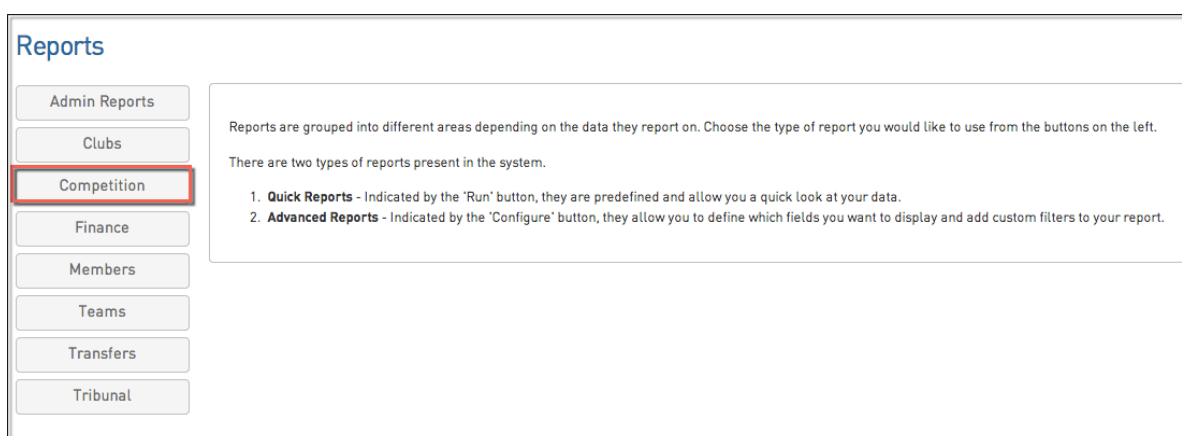 Reports
Admin Reports
Clubs
Competition
Finance
Members
Teams
Transfers
Tribunal
Reports are grouped into different areas depending on the data they report on. Choose the type of report you would like to use from the buttons on the left.
There are two types of reports present in the system.
1. Quick Reports - Indicated by the 'Run' button, they are predefined and allow you a quick look at your data.
2. Advanced Reports - Indicated by the 'Configure' button, they allow you to define which fields you want to display and add custom filters to your report.